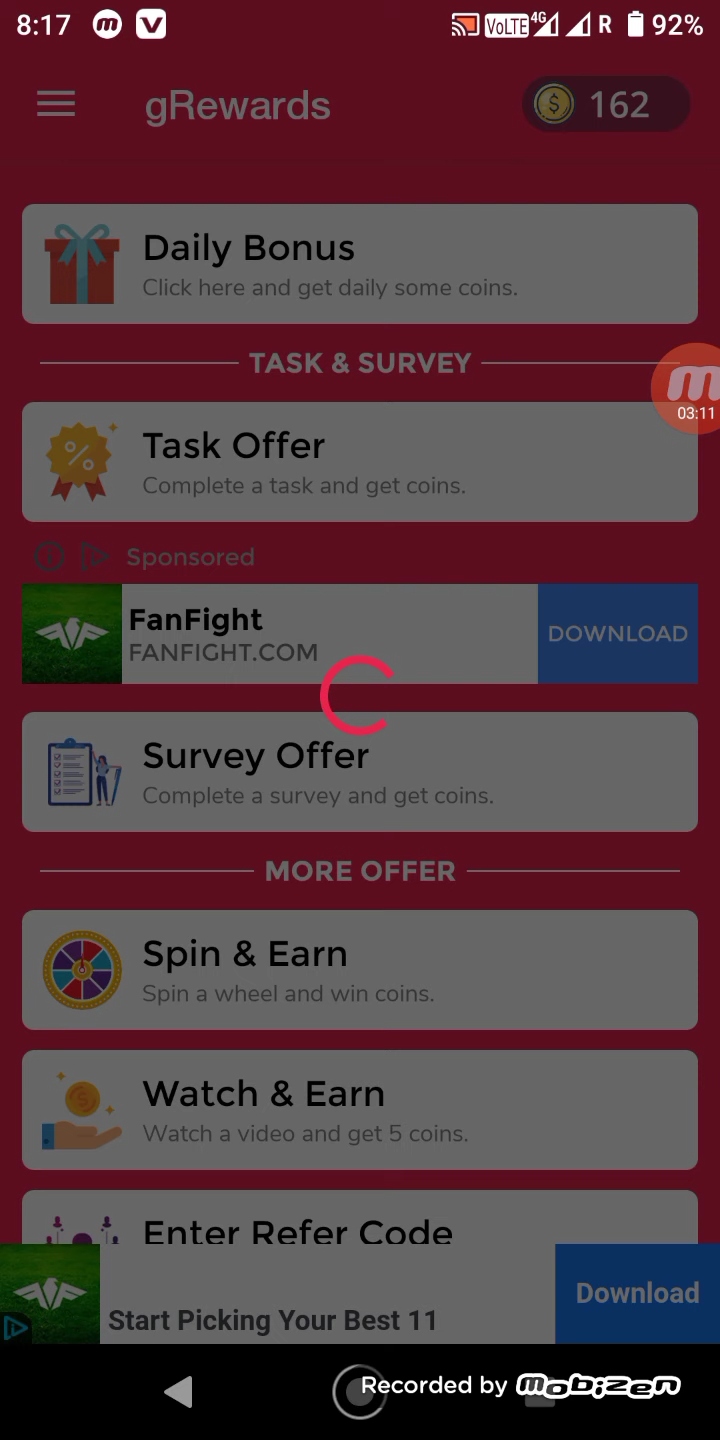 8:17 VoLTE 4G R 92%
gRewards
162
Daily Bonus
Click here and get daily some coins.
TASK & SURVEY
03:11
Task Offer
Complete a task and get coins.
Sponsored
FanFight
FANFIGHT.COM
DOWNLOAD
Survey Offer
Complete a survey and get coins.
MORE OFFER
Spin & Earn
Spin a wheel and win coins.
Watch & Earn
Watch a video and get 5 coins.
Enter Refer Code
Start Picking Your Best 11
Download
Recorded by mobizen